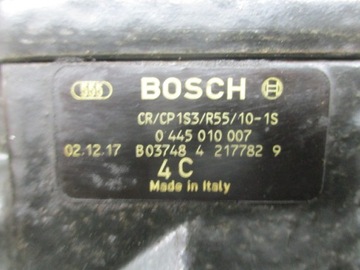 BOSCH
CR/CP1S3/R55/10-1S
0 445 010 007
02.12.17 B03748 4 217782 9
4C
Made in Italy